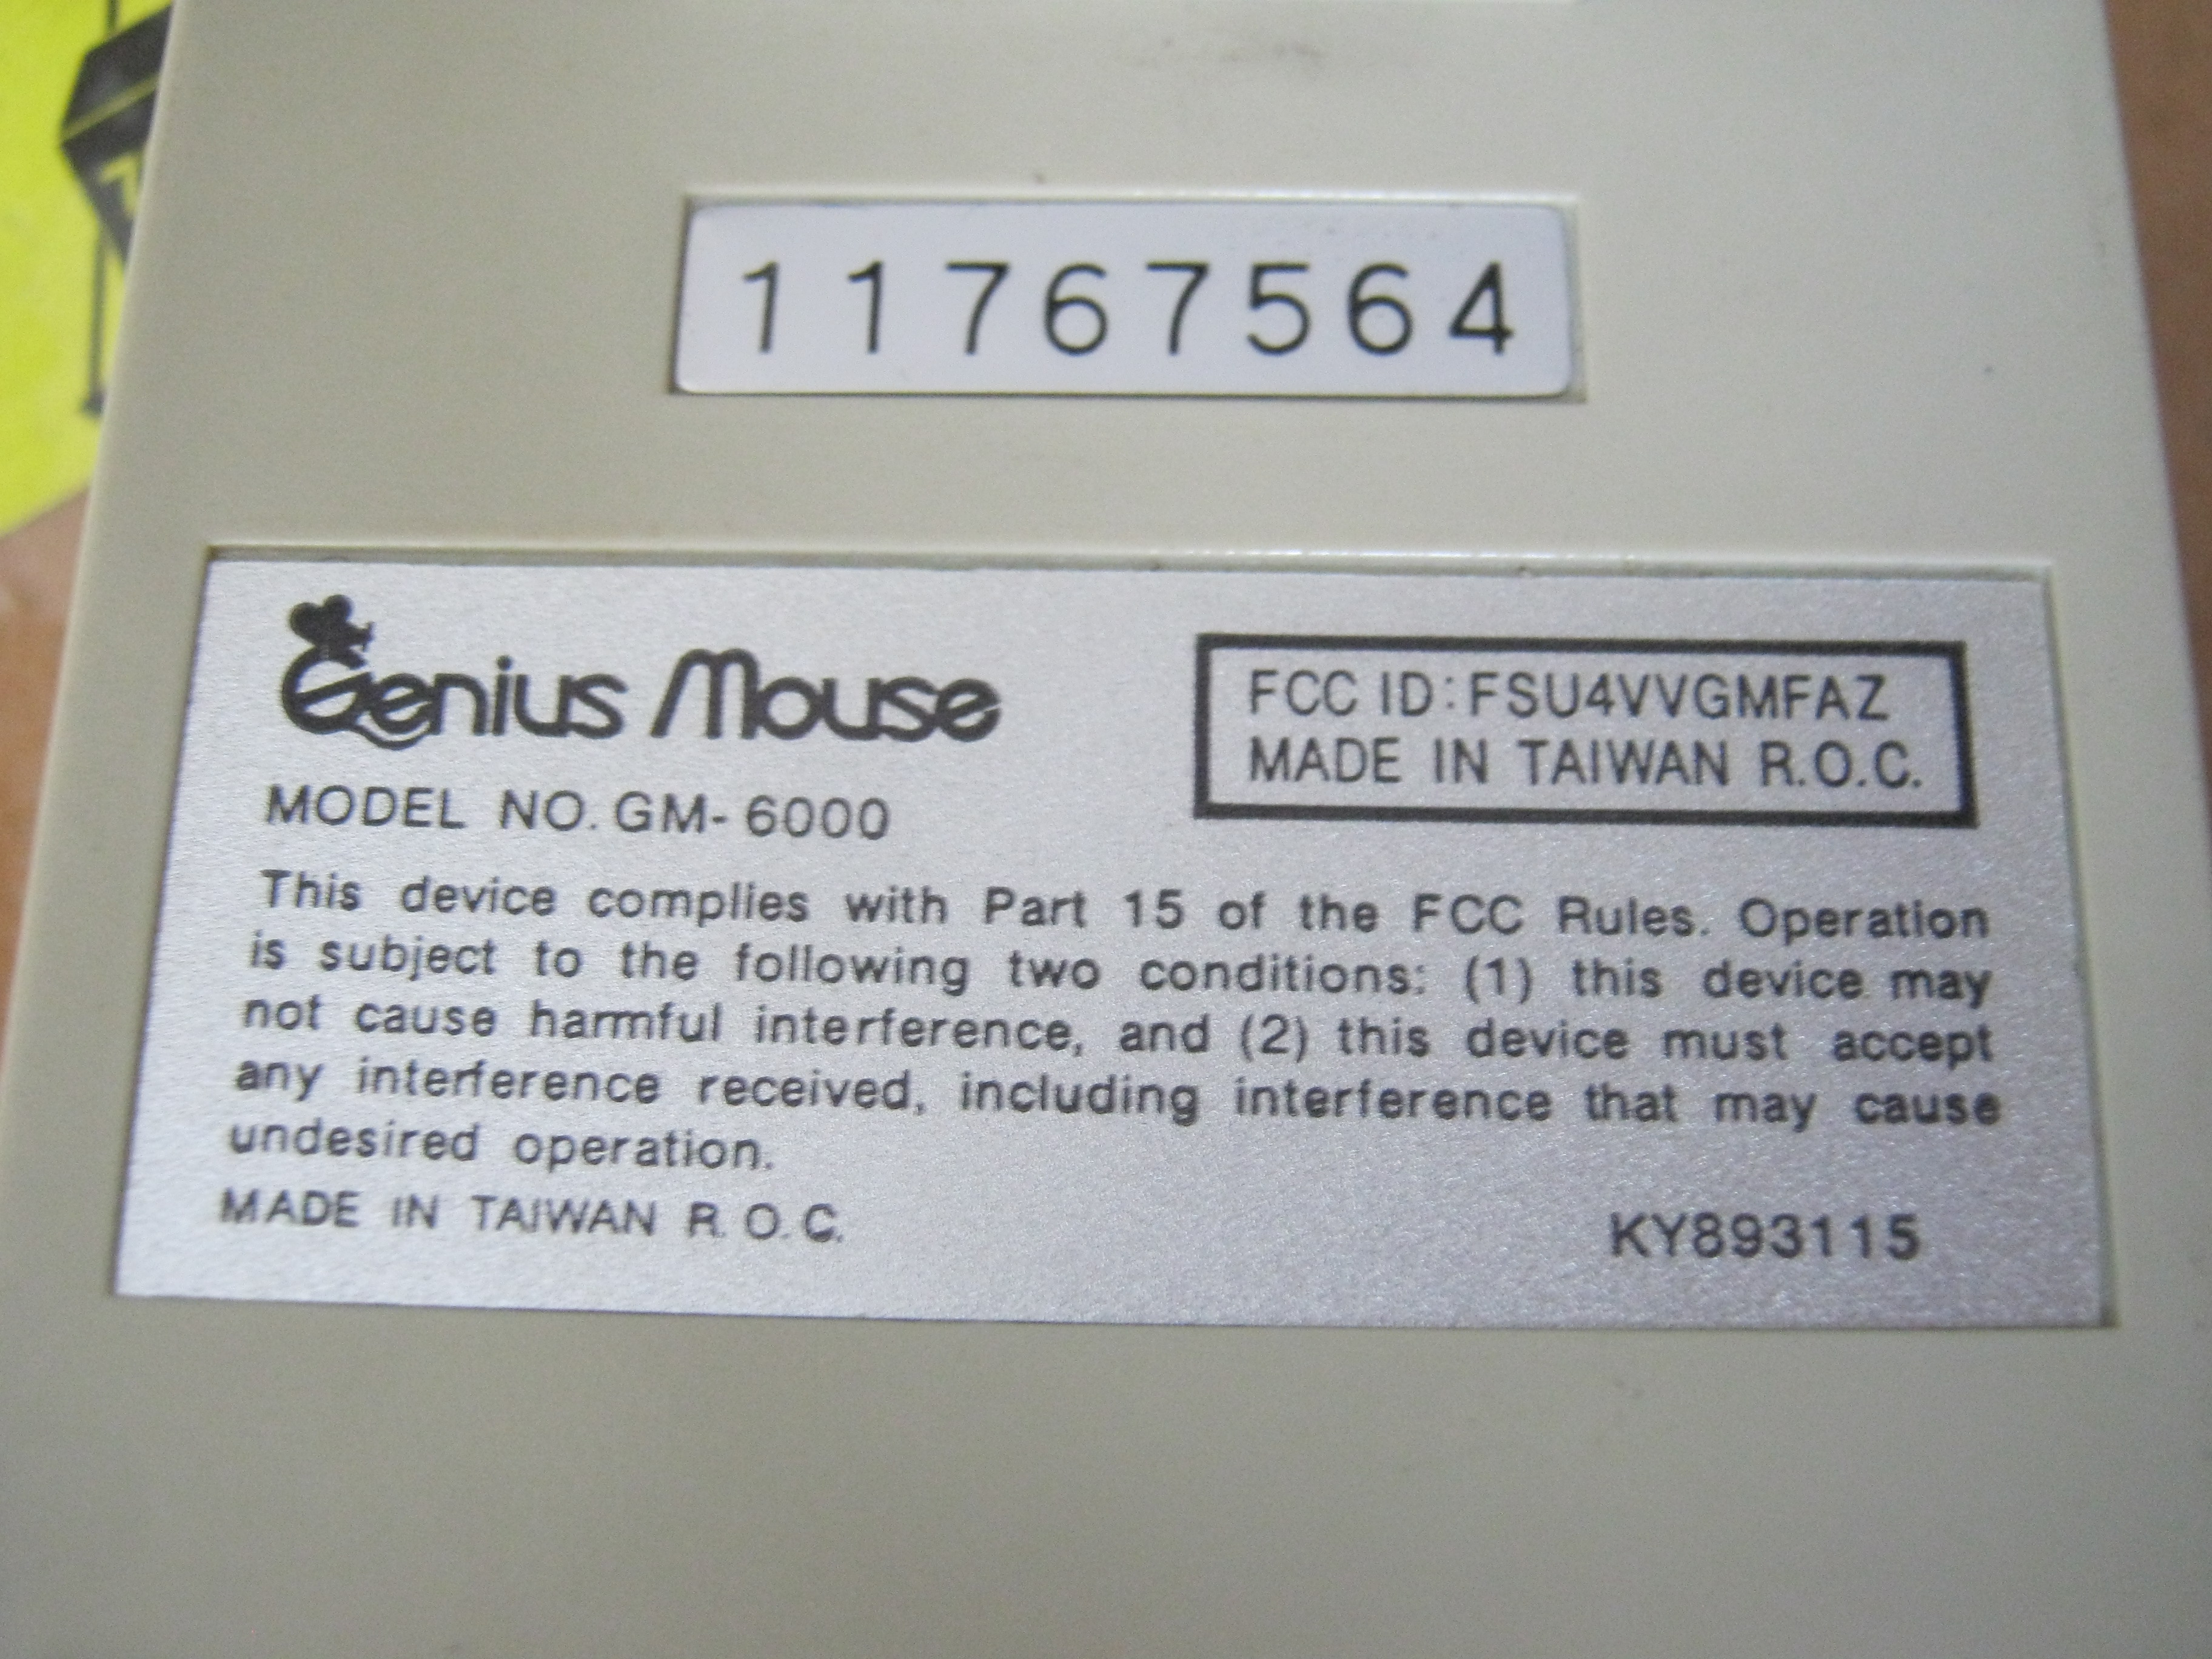 11767564
Genius Mouse
MODEL NO. GM-6000
FCC ID: FSU4VVGMFAZ
MADE IN TAIWAN R.O.C.
This device complies with Part 15 of the FCC Rules. Operation
is subject to the following two conditions: (1) this device may
not cause harmful interference, and (2) this device must accept
any interference received, including interference that may cause
undesired operation.
MADE IN TAIWAN R.O.C.
KY893115